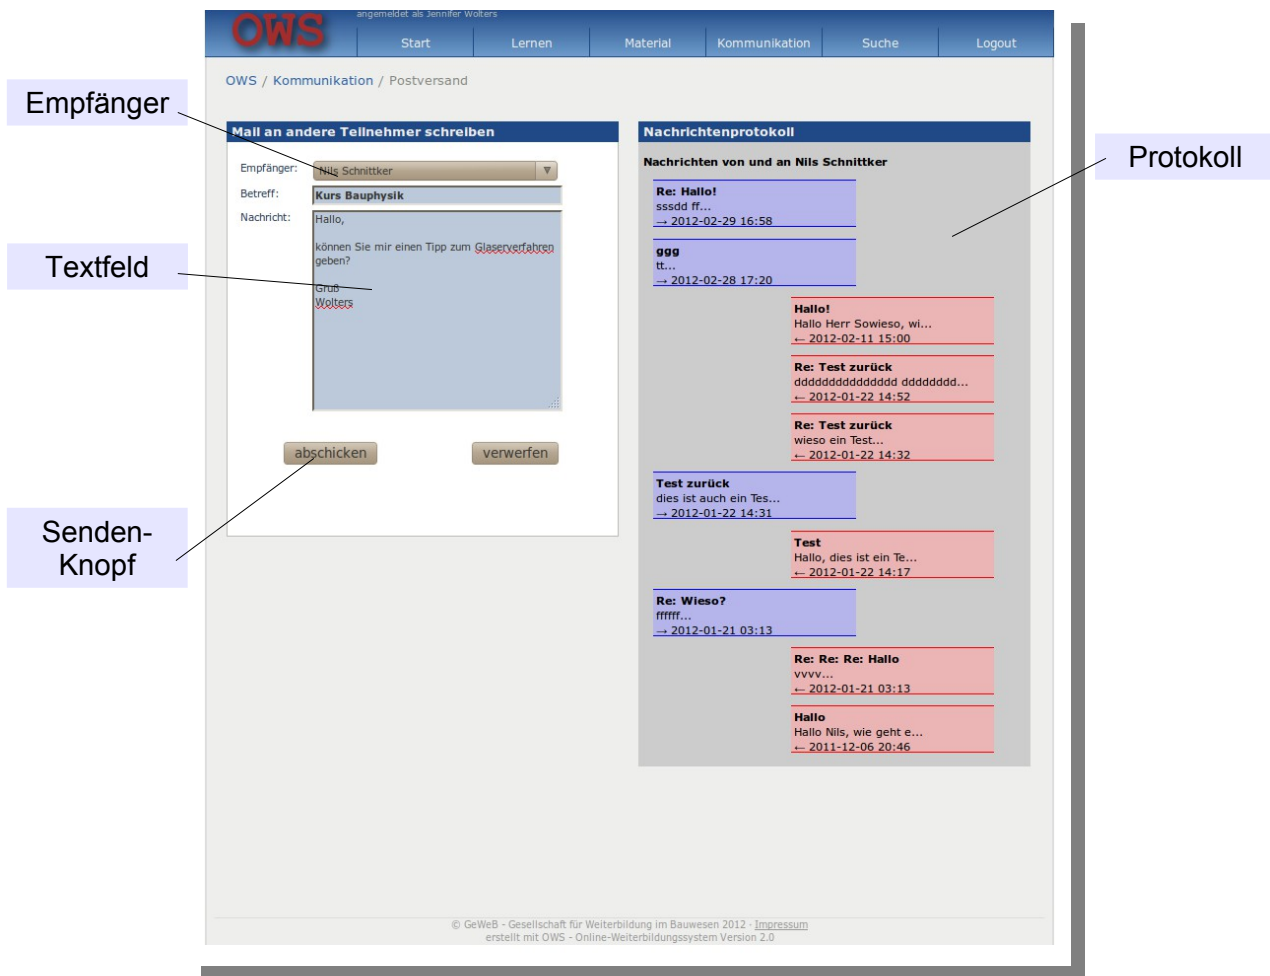 OWS
angemeldet als Jennifer Wolters
Start Lernen Material Kommunikation Suche Logout
OWS / Kommunikation / Postversand
Empfänger
Textfeld
Senden-
Knopf
Protokoll
Mail an andere Teilnehmer schreiben
Empfänger: Nils Schnittker
Betreff: Kurs Bauphysik
Nachricht: Hallo,
können Sie mir einen Tipp zum Glaserverfahren
geben?
Gruß
Wolters
abschicken verwerfen
Nachrichtenprotokoll
Nachrichten von und an Nils Schnittker
Re: Hallo!
sssdd ff...
→ 2012-02-29 16:58
ggg
tt...
→ 2012-02-28 17:20
Hallo!
Hallo Herr Sowieso, wi...
← 2012-02-11 15:00
Re: Test zurück
ddddddddddddddd dddddddd...
← 2012-01-22 14:52
Re: Test zurück
wieso ein Test...
← 2012-01-22 14:32
Test zurück
dies ist auch ein Tes...
→ 2012-01-22 14:31
Test
Hallo, dies ist ein Te...
← 2012-01-22 14:17
Re: Wieso?
ffffff...
→ 2012-01-21 03:13
Re: Re: Re: Hallo
vvvv...
← 2012-01-21 03:13
Hallo
Hallo Nils, wie geht e...
← 2011-12-06 20:46
© GeWeB - Gesellschaft für Weiterbildung im Bauwesen 2012 · Impressum
erstellt mit OWS - Online-Weiterbildungssystem Version 2.0